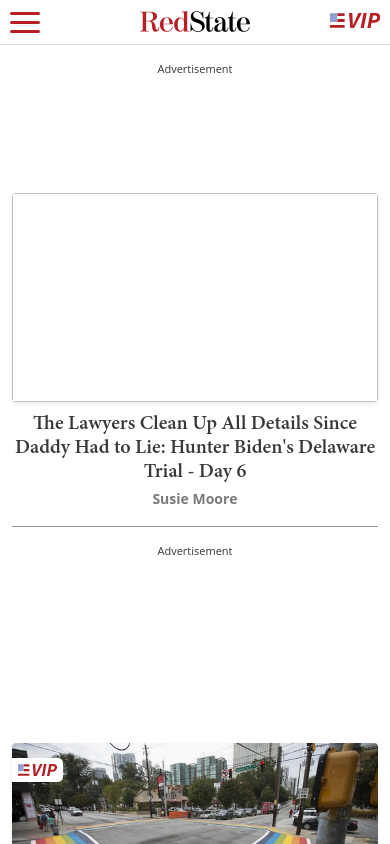 RedState
VIP
Advertisement
The Lawyers Clean Up All Details Since
Daddy Had to Lie: Hunter Biden's Delaware
Trial - Day 6
Susie Moore
Advertisement
VIP